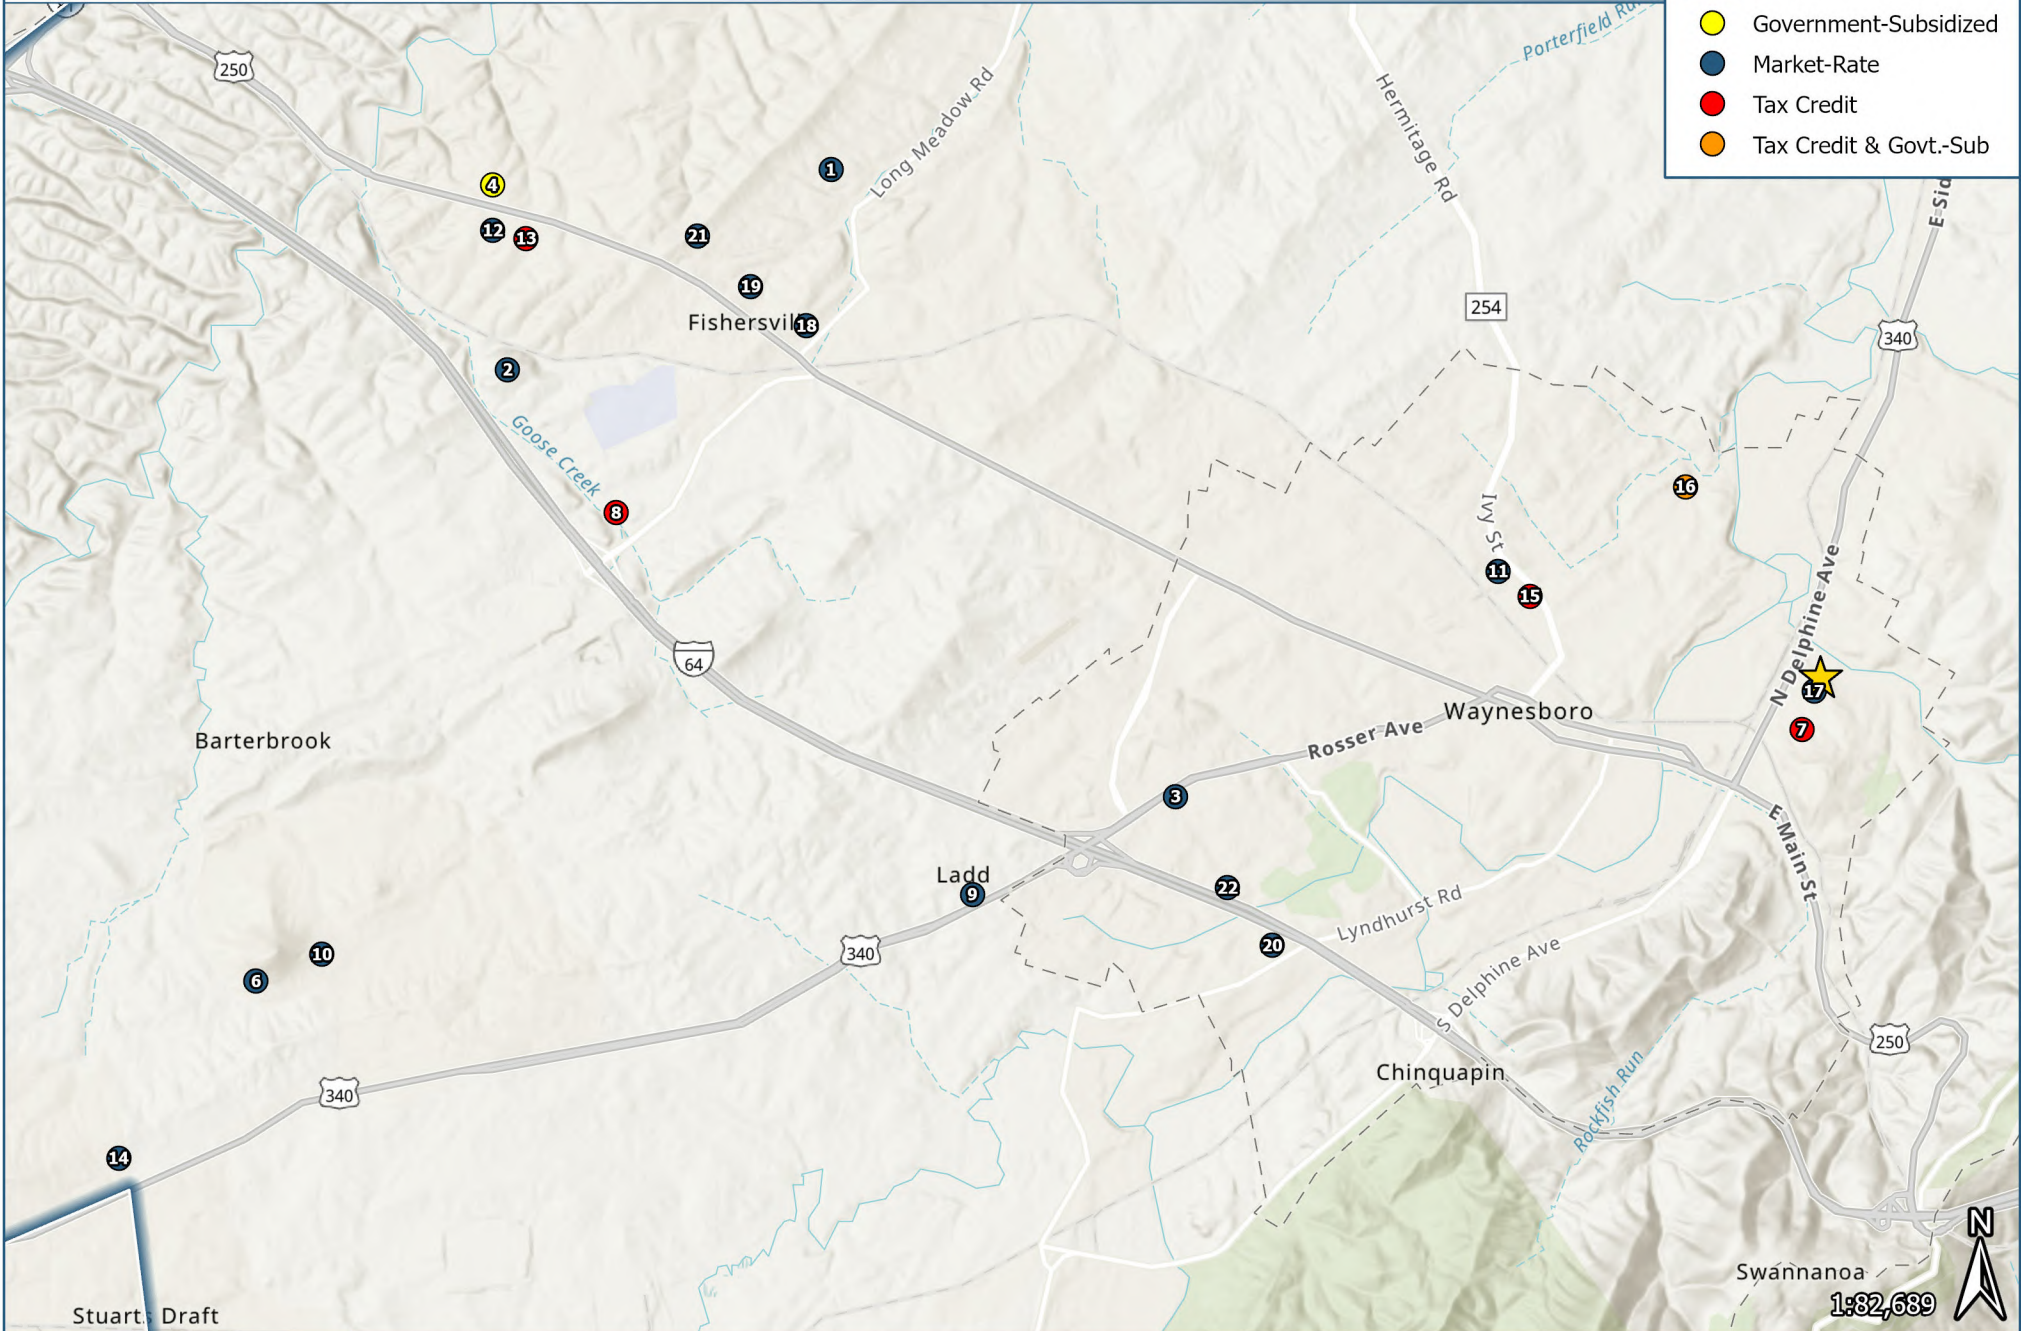 Government-Subsidized
Market-Rate
Tax Credit
Tax Credit & Govt.-Sub
250
Porterfield Run
Long Meadow Rd
Hermitage Rd
E Sid
1
4
12
13
21
19
Fishersvill
18
254
340
2
Goose Creek
8
16
Ivy St
11
15
N Delphine Ave
64
17
7
Waynesboro
Rosser Ave
Barterbrook
3
E Main St
Ladd
9
22
Lyndhurst Rd
340
20
10
6
S Delphine Ave
250
Chinquapin
340
Rockfish Run
14
N
Swannanoa
1:82,689
Stuarts Draft